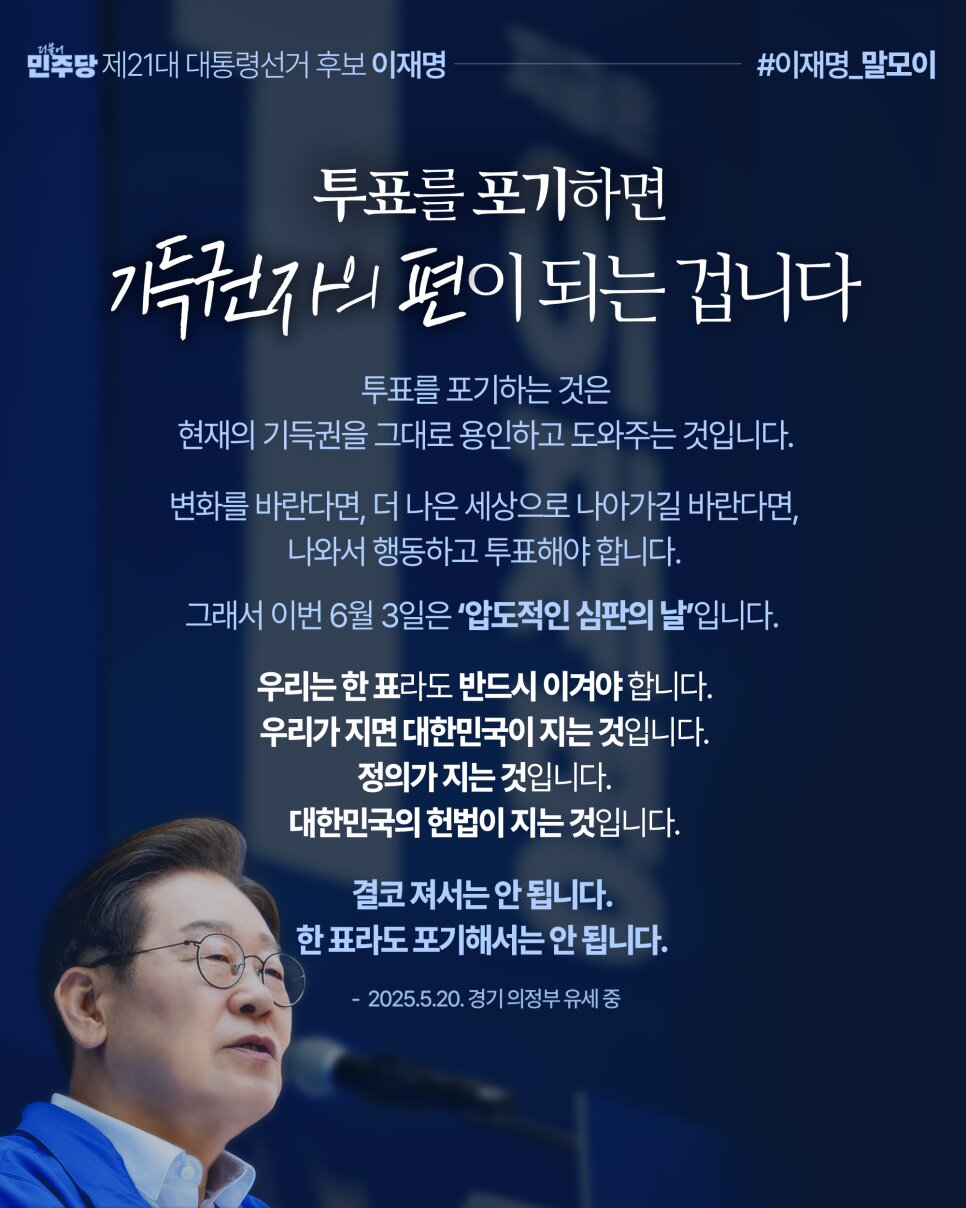 더불어
민주당 제21대 대통령선거 후보 이재명 #이재명_말모이
투표를 포기하면
기득권자의 편이 되는 겁니다
투표를 포기하는 것은
현재의 기득권을 그대로 용인하고 도와주는 것입니다.
변화를 바란다면, 더 나은 세상으로 나아가길 바란다면,
나와서 행동하고 투표해야 합니다.
그래서 이번 6월 3일은 ‘압도적인 심판의 날’입니다.
우리는 한 표라도 반드시 이겨야 합니다.
우리가 지면 대한민국이 지는 것입니다.
정의가 지는 것입니다.
대한민국의 헌법이 지는 것입니다.
결코 져서는 안 됩니다.
한 표라도 포기해서는 안 됩니다.
- 2025.5.20. 경기 의정부 유세 중